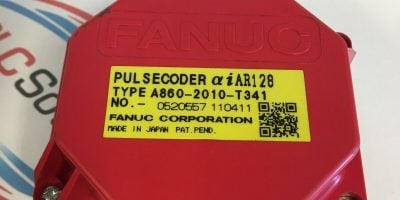 FANUC
PULSECODER αiAR128
TYPE A860-2010-T341
NO.- 0520557 110411
FANUC CORPORATION
MADE IN JAPAN PAT.PEND.